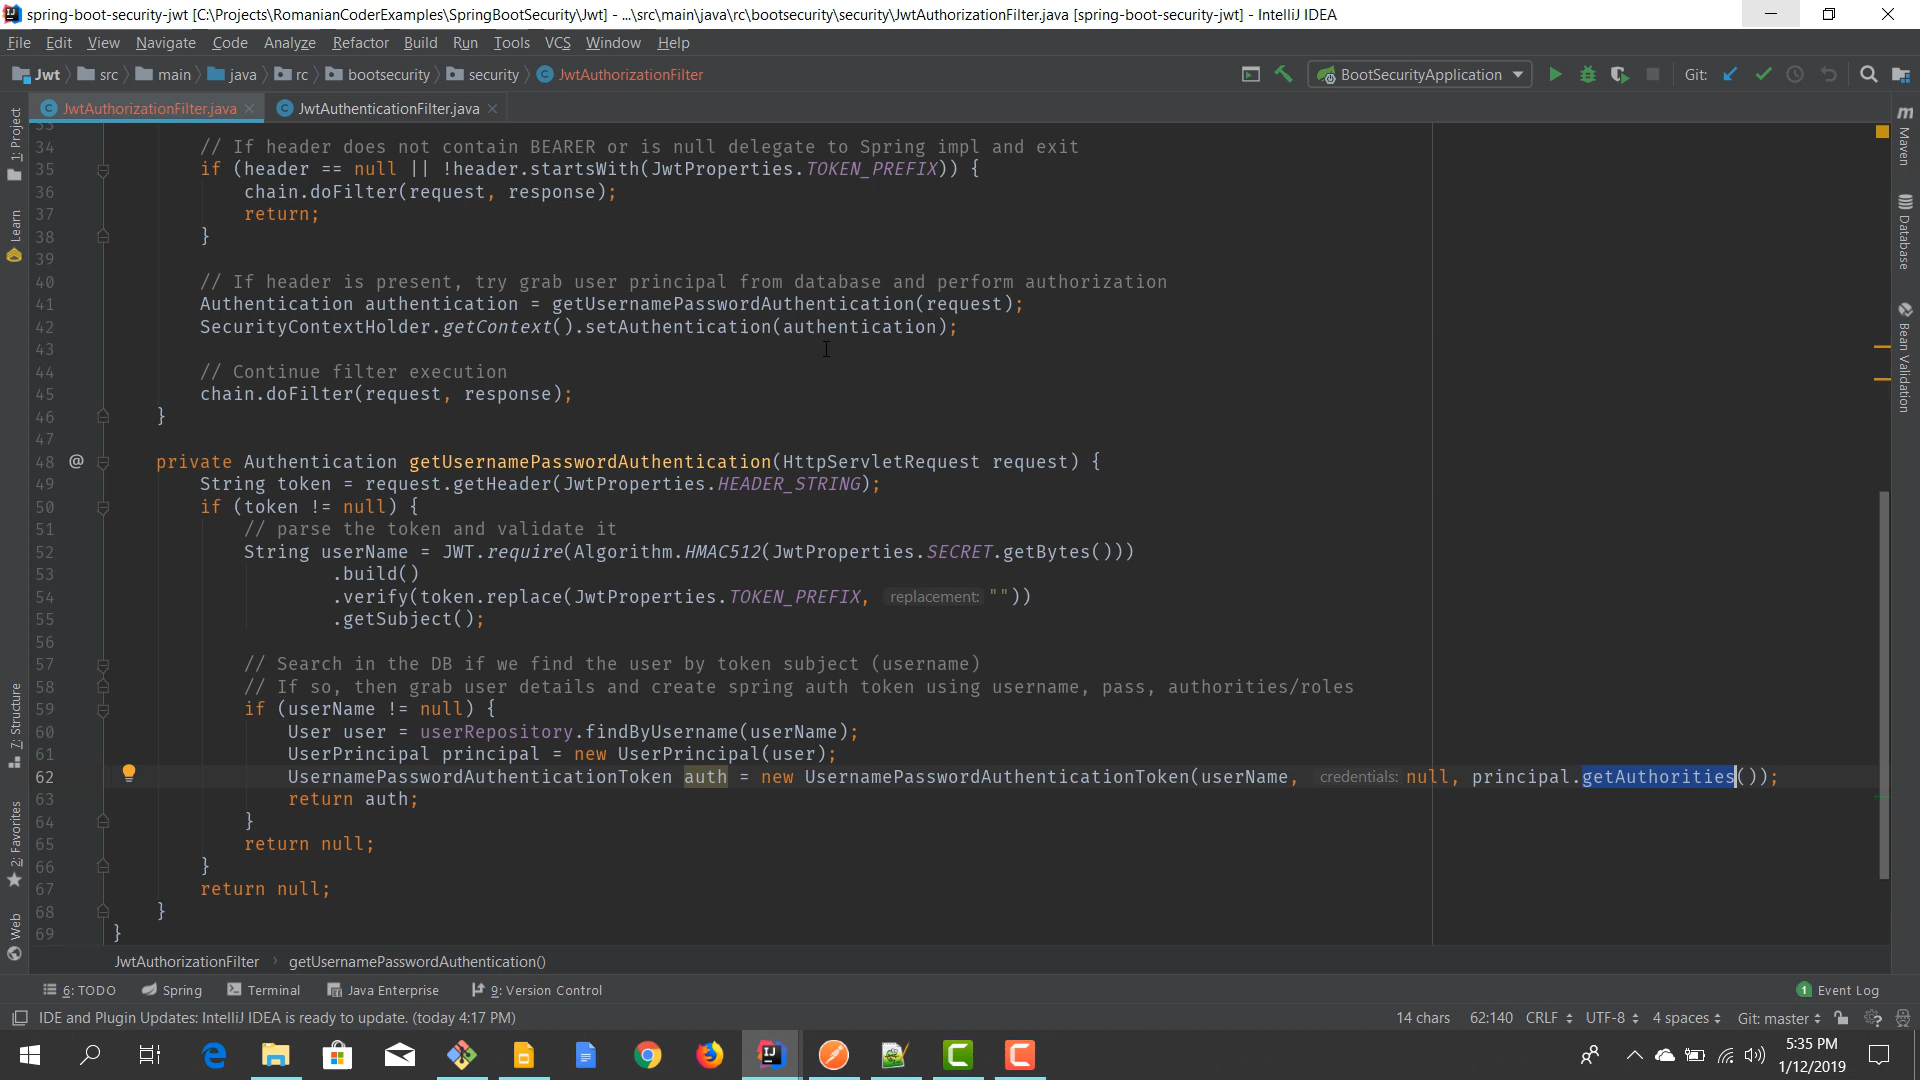 spring-boot-security-jwt [C:\Projects\RomanianCoderExamples\SpringBootSecurity\Jwt] - ...\src\main\java\rc\bootsecurity\security\JwtAuthorizationFilter.java [spring-boot-security-jwt] - IntelliJ IDEA
File Edit View Navigate Code Analyze Refactor Build Run Tools VCS Window Help
Jwt src main java rc bootsecurity security JwtAuthorizationFilter BootSecurityApplication Git:
JwtAuthorizationFilter.java JwtAuthenticationFilter.java
1: Project
Learn
7: Structure
2: Favorites
Web
Maven
Database
Bean Validation
33
34 // If header does not contain BEARER or is null delegate to Spring impl and exit
35 if (header == null || !header.startsWith(JwtProperties.TOKEN_PREFIX)) {
36 chain.doFilter(request, response);
37 return;
38 }
39
40 // If header is present, try grab user principal from database and perform authorization
41 Authentication authentication = getUsernamePasswordAuthentication(request);
42 SecurityContextHolder.getContext().setAuthentication(authentication);
43
44 // Continue filter execution
45 chain.doFilter(request, response);
46 }
47
48 @ private Authentication getUsernamePasswordAuthentication(HttpServletRequest request) {
49 String token = request.getHeader(JwtProperties.HEADER_STRING);
50 if (token != null) {
51 // parse the token and validate it
52 String userName = JWT.require(Algorithm.HMAC512(JwtProperties.SECRET.getBytes()))
53 .build()
54 .verify(token.replace(JwtProperties.TOKEN_PREFIX, replacement: ""))
55 .getSubject();
56
57 // Search in the DB if we find the user by token subject (username)
58 // If so, then grab user details and create spring auth token using username, pass, authorities/roles
59 if (userName != null) {
60 User user = userRepository.findByUsername(userName);
61 UserPrincipal principal = new UserPrincipal(user);
62 UsernamePasswordAuthenticationToken auth = new UsernamePasswordAuthenticationToken(userName, credentials: null, principal.getAuthorities());
63 return auth;
64 }
65 return null;
66 }
67 return null;
68 }
69 }
JwtAuthorizationFilter getUsernamePasswordAuthentication()
6: TODO Spring Terminal Java Enterprise 9: Version Control 1 Event Log
IDE and Plugin Updates: IntelliJ IDEA is ready to update. (today 4:17 PM) 14 chars 62:140 CRLF UTF-8 4 spaces Git: master
5:35 PM
1/12/2019